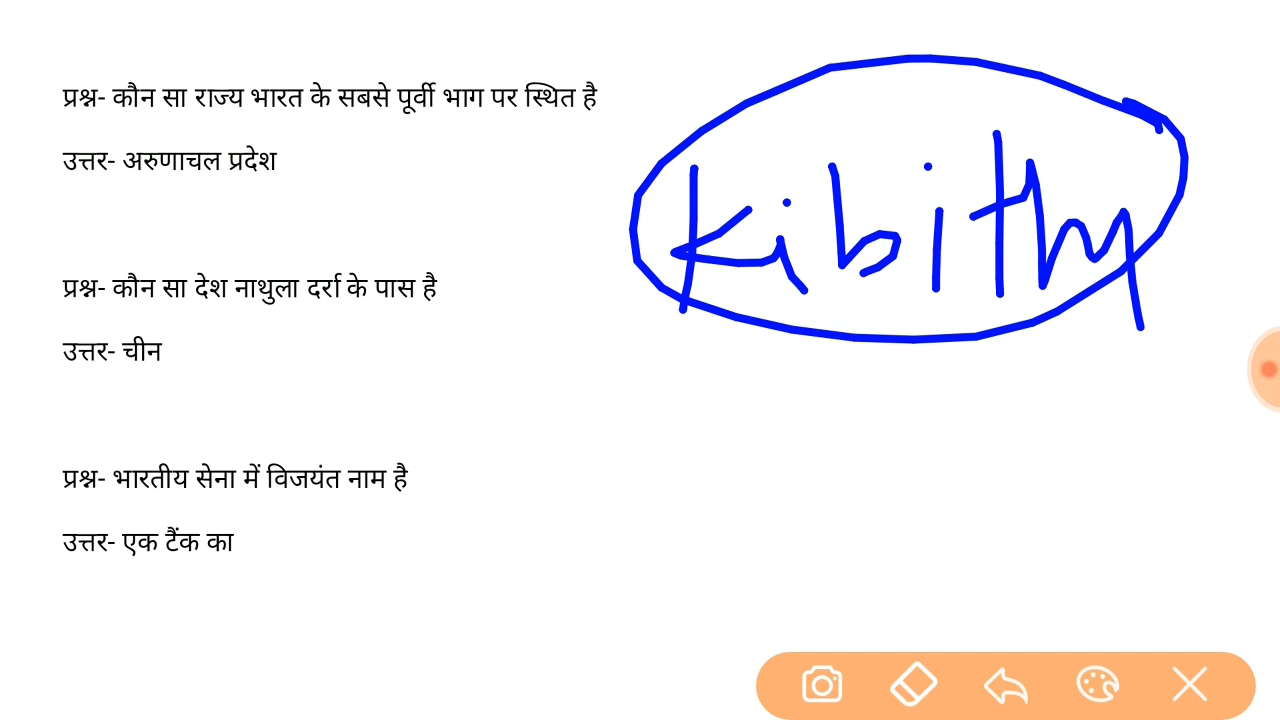 प्रश्न- कौन सा राज्य भारत के सबसे पूर्वी भाग पर स्थित है
उत्तर- अरुणाचल प्रदेश
kibithy
प्रश्न- कौन सा देश नाथुला दर्रा के पास है
उत्तर- चीन
प्रश्न- भारतीय सेना में विजयंत नाम है
उत्तर- एक टैंक का